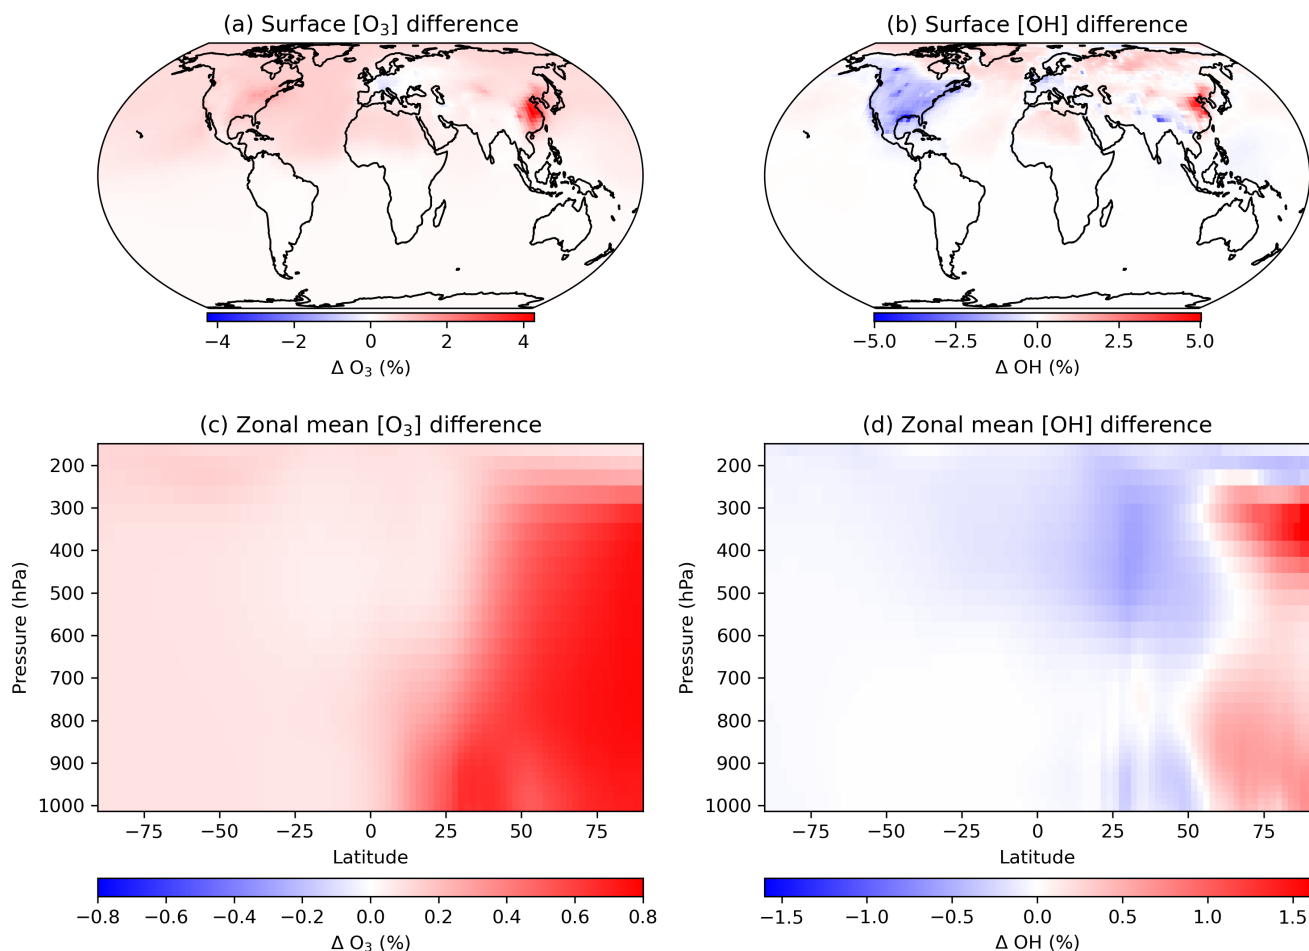 (a) Surface [O₃] difference
(b) Surface [OH] difference
−4 −2 0 2 4
Δ O₃ (%)
−5.0 −2.5 0.0 2.5 5.0
Δ OH (%)
(c) Zonal mean [O₃] difference
(d) Zonal mean [OH] difference
Pressure (hPa)
200
300
400
500
600
700
800
900
1000
−75 −50 −25 0 25 50 75
Latitude
−0.8 −0.6 −0.4 −0.2 0.0 0.2 0.4 0.6 0.8
Δ O₃ (%)
Pressure (hPa)
200
300
400
500
600
700
800
900
1000
−75 −50 −25 0 25 50 75
Latitude
−1.5 −1.0 −0.5 0.0 0.5 1.0 1.5
Δ OH (%)